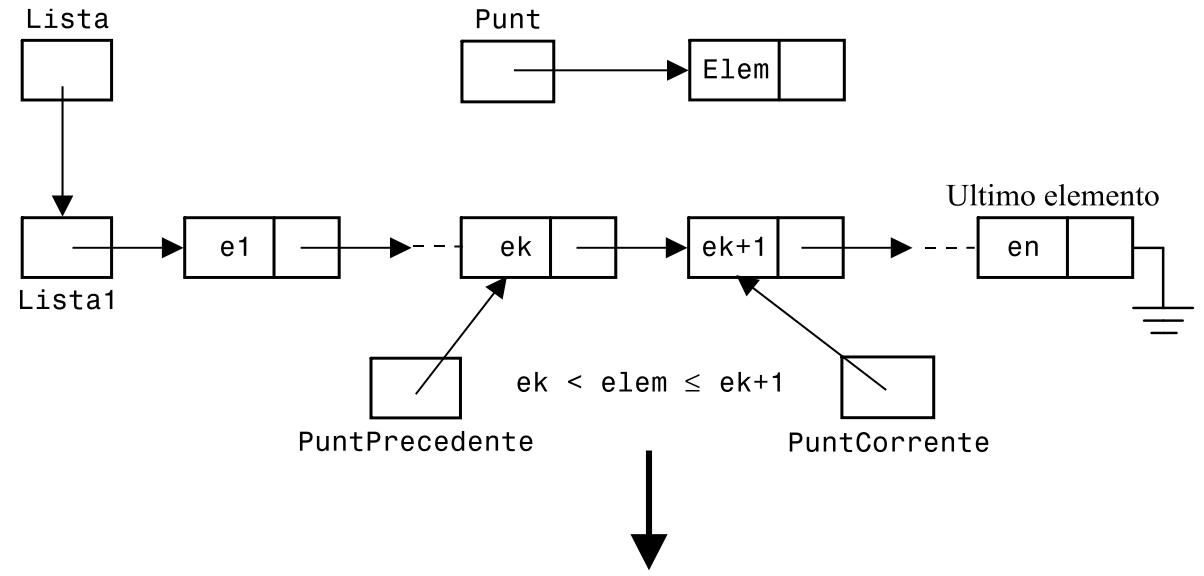 Lista
Punt
Elem
Ultimo elemento
e1
ek
ek+1
en
Lista1
ek < elem ≤ ek+1
PuntPrecedente
PuntCorrente